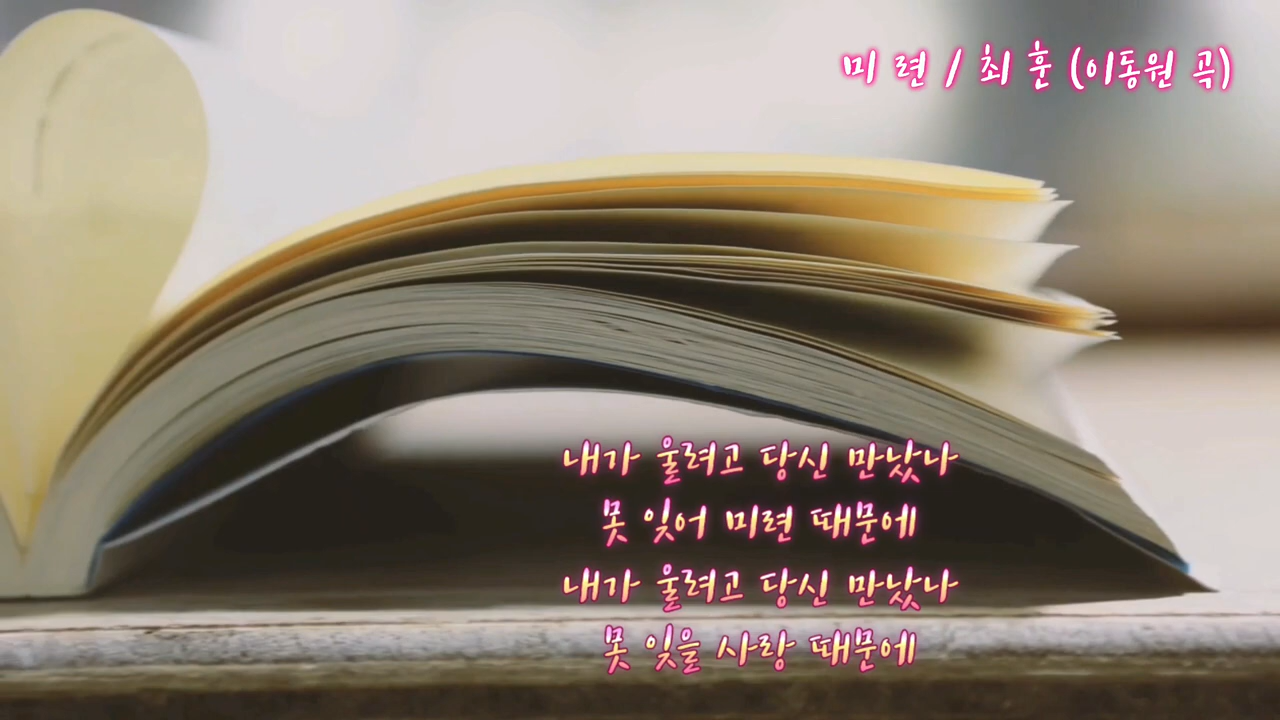 미 련 / 최 훈 (이동원 곡)
내가 울려고 당신 만났나
못 잊어 미련 때문에
내가 울려고 당신 만났나
못 잊을 사랑 때문에